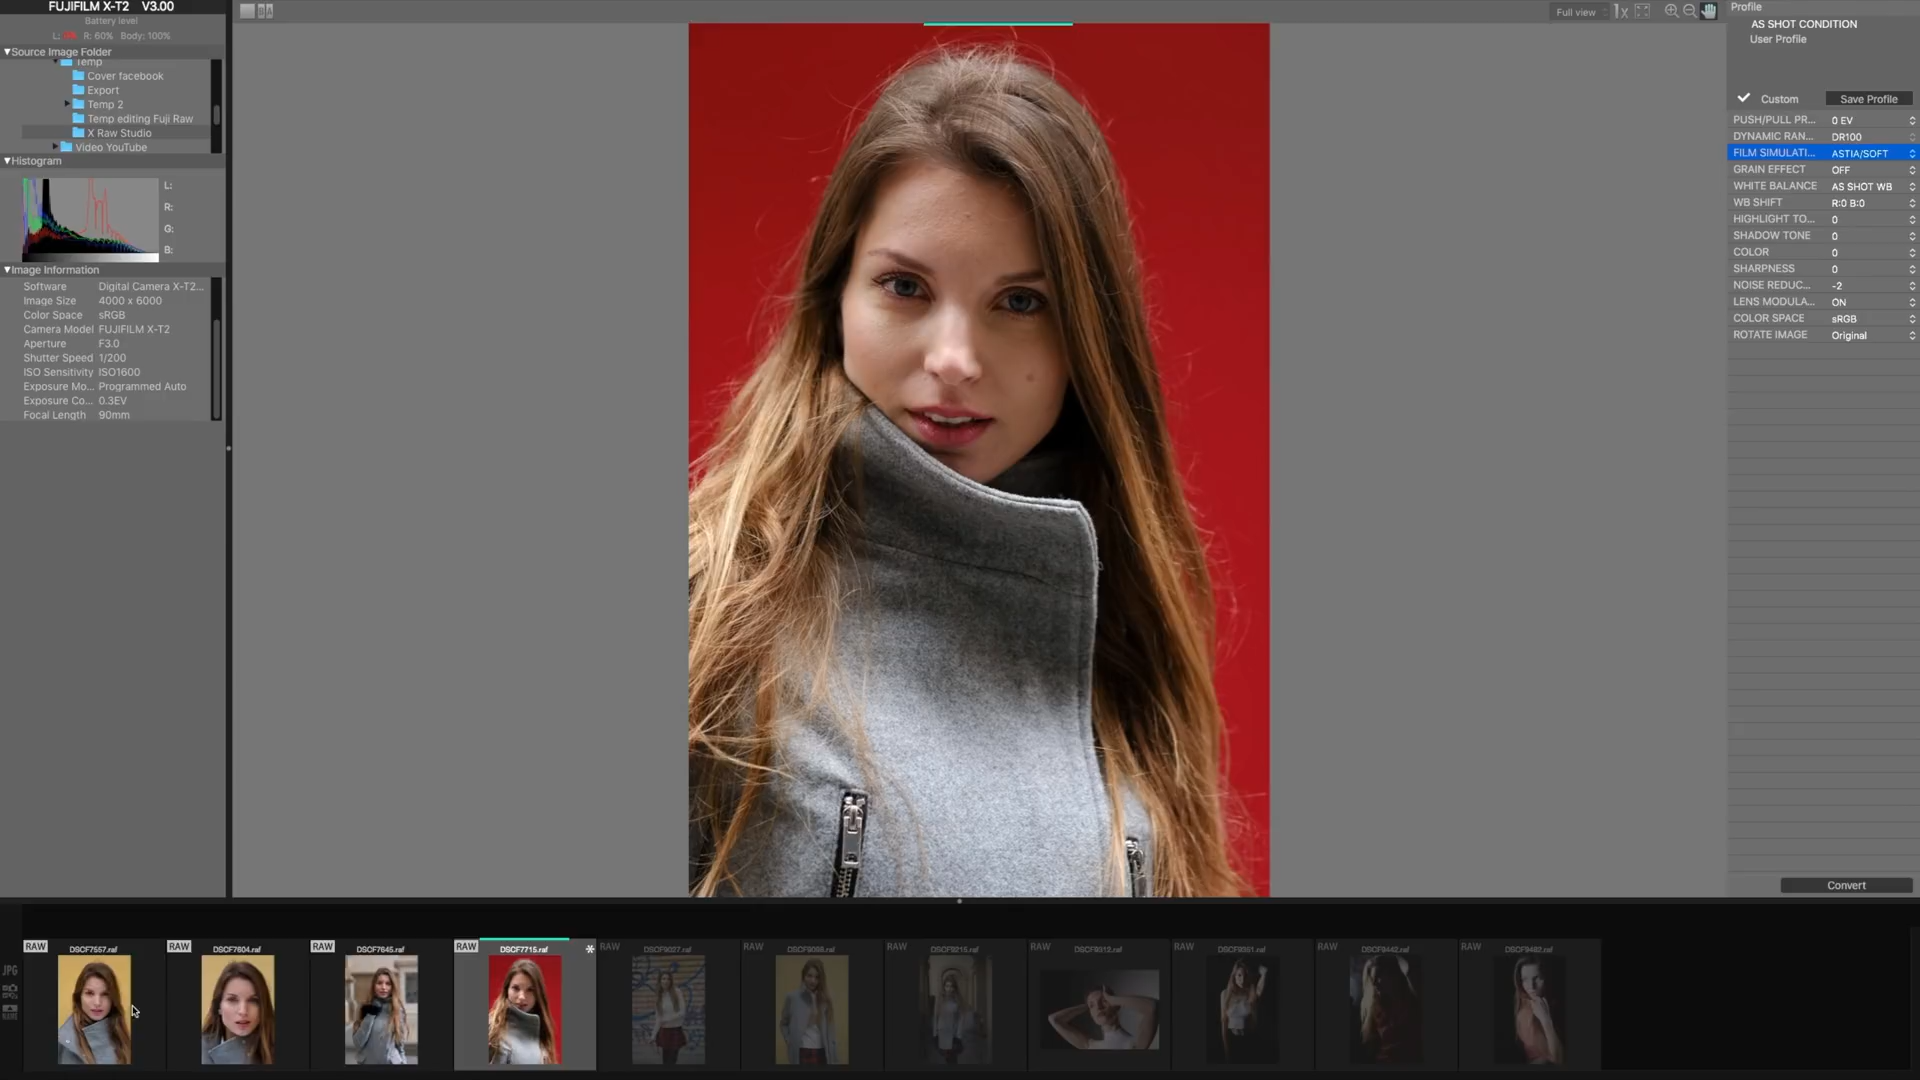 FUJIFILM X-T2 V3.00
Battery level
L: 0% R: 60% Body: 100%
Source Image Folder
Temp
Cover facebook
Export
Temp 2
Temp editing Fuji Raw
X Raw Studio
Video YouTube
Histogram
L:
R:
G:
B:
Image Information
Software Digital Camera X-T2...
Image Size 4000 x 6000
Color Space sRGB
Camera Model FUJIFILM X-T2
Aperture F3.0
Shutter Speed 1/200
ISO Sensitivity ISO1600
Exposure Mo... Programmed Auto
Exposure Co... 0.3EV
Focal Length 90mm
Full view 1x
Profile
AS SHOT CONDITION
User Profile
Custom Save Profile
PUSH/PULL PR... 0 EV
DYNAMIC RAN... DR100
FILM SIMULATI... ASTIA/SOFT
GRAIN EFFECT OFF
WHITE BALANCE AS SHOT WB
WB SHIFT R:0 B:0
HIGHLIGHT TO... 0
SHADOW TONE 0
COLOR 0
SHARPNESS 0
NOISE REDUC... -2
LENS MODULA... ON
COLOR SPACE sRGB
ROTATE IMAGE Original
Convert
JPG
NAME
RAW DSCF7557.raf
RAW DSCF7604.raf
RAW DSCF7645.raf
RAW DSCF7715.raf *
RAW
RAW
RAW
RAW
RAW
RAW
RAW